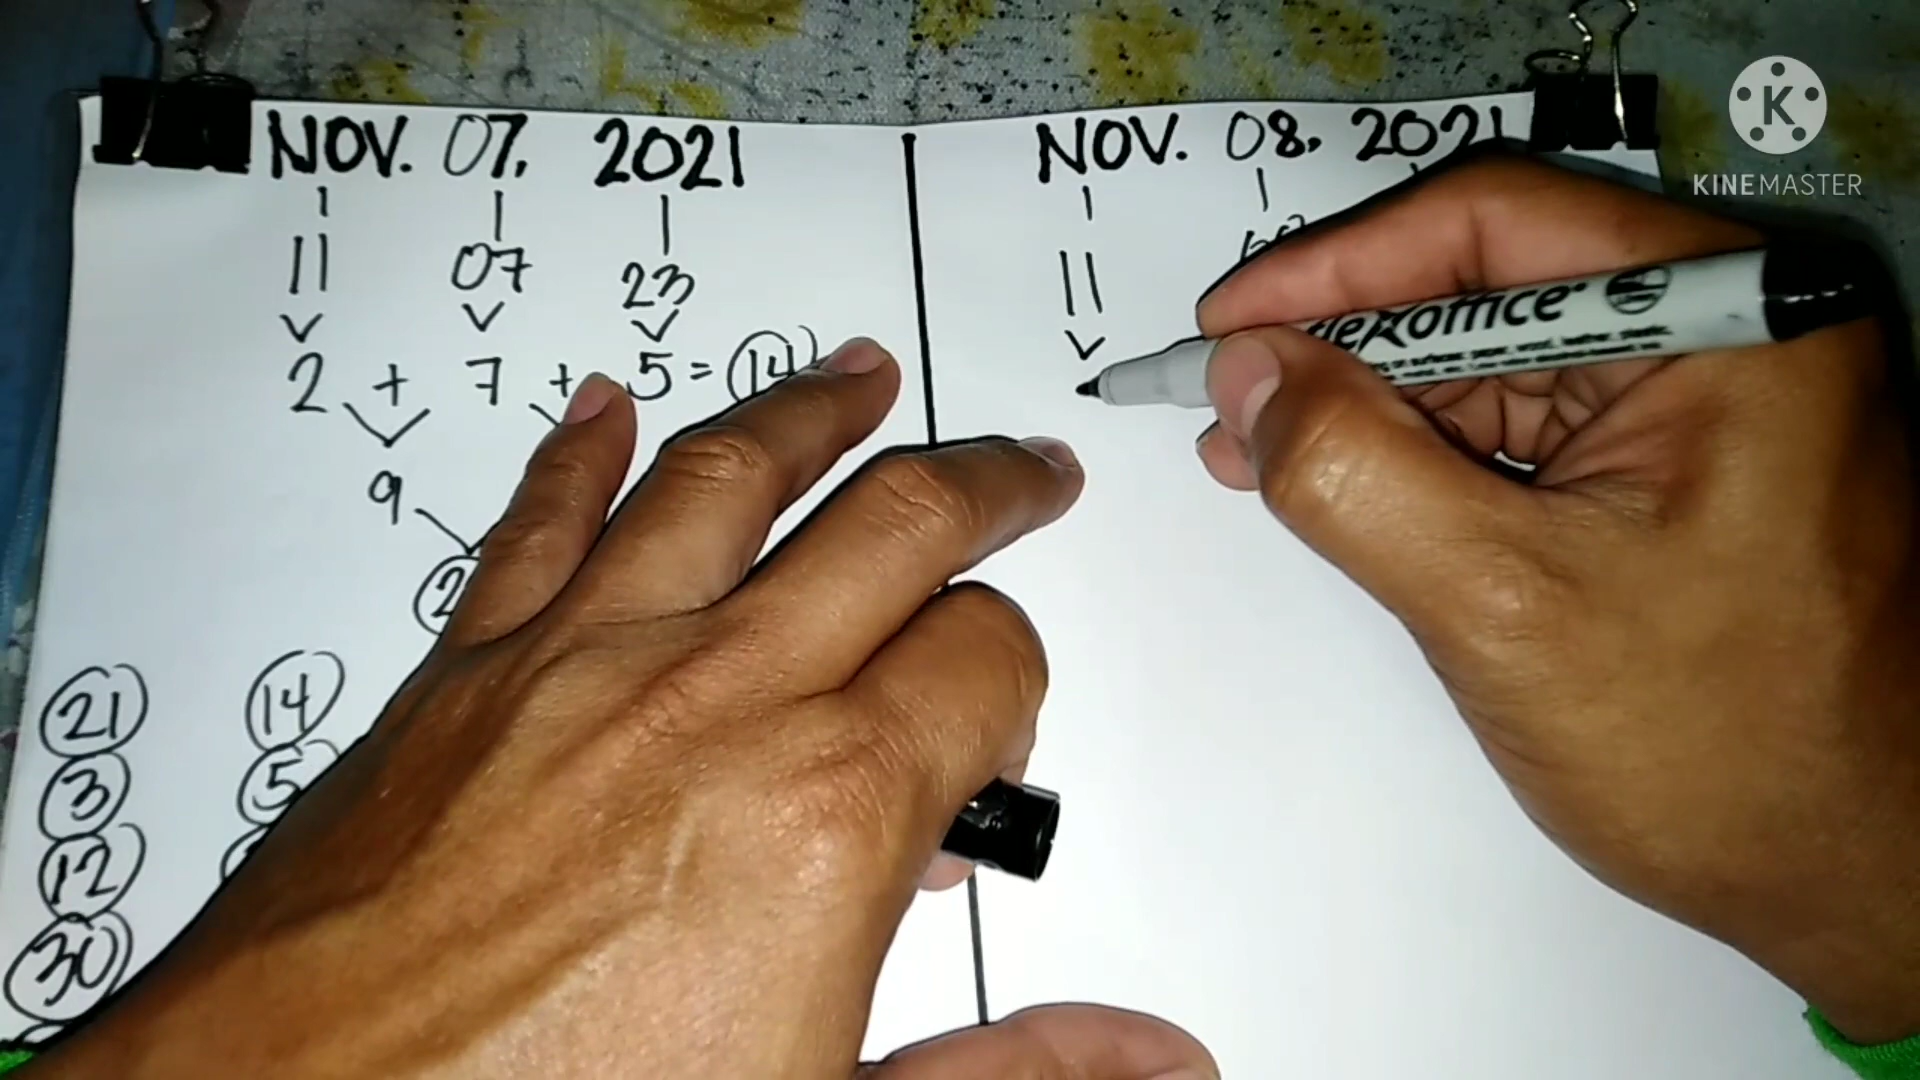 NOV. 07. 2021
11 07 23
2 + 7 + 5 = 14
9
21 14
3 5
12
30
NOV. 08. 2021
11
flexoffice
K
KINEMASTER